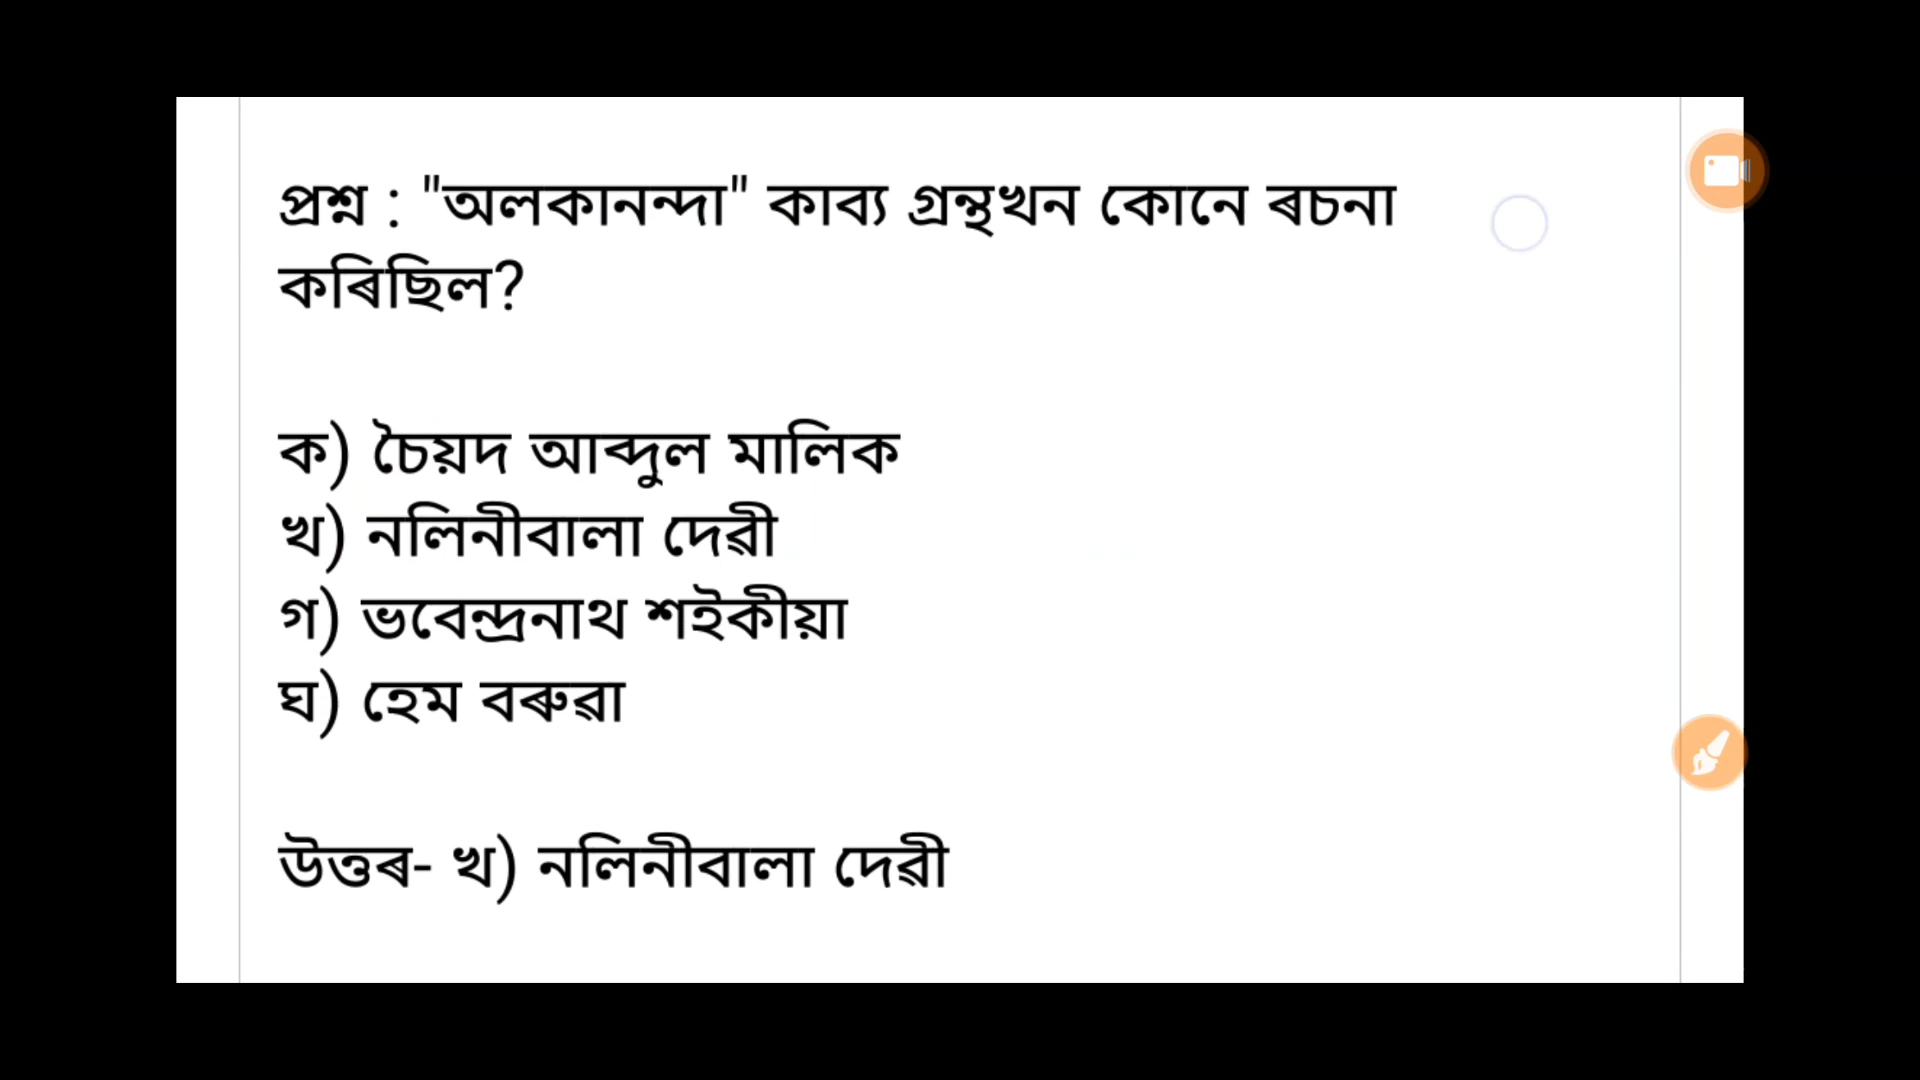 প্ৰশ্ন : "অলকানন্দা" কাব্য গ্ৰন্থখন কোনে ৰচনা
কৰিছিল?
ক) চৈয়দ আব্দুল মালিক
খ) নলিনীবালা দেৱী
গ) ভবেন্দ্ৰনাথ শইকীয়া
ঘ) হেম বৰুৱা
উত্তৰ- খ) নলিনীবালা দেৱী